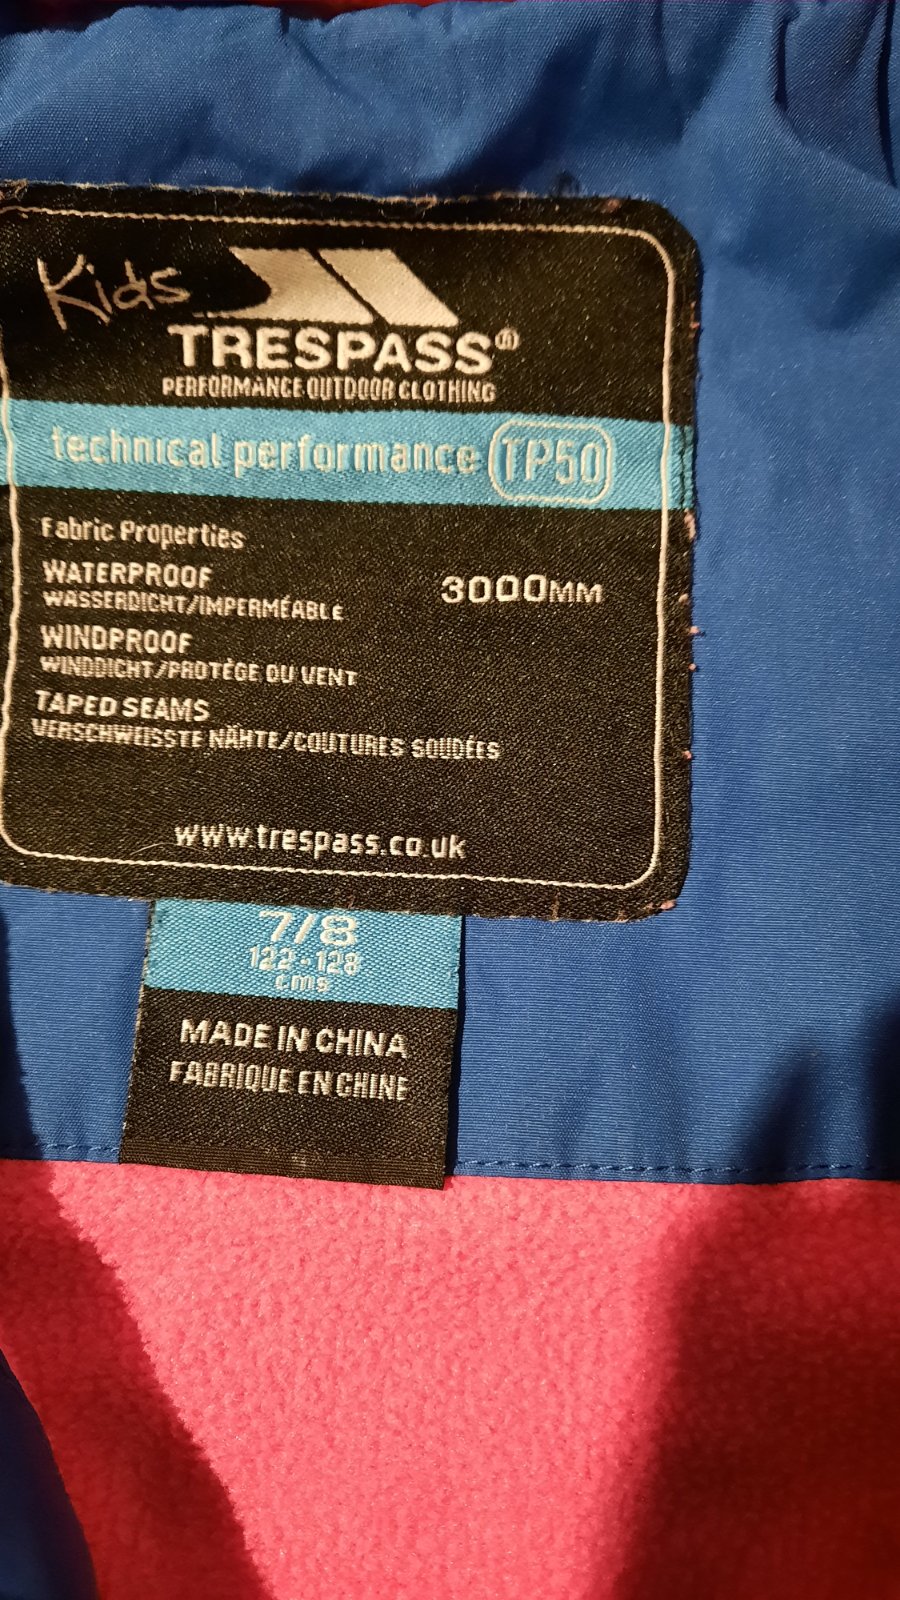 Kids
TRESPASS®
PERFORMANCE OUTDOOR CLOTHING
technical performance TP50
Fabric Properties
WATERPROOF 3000MM
WASSERDICHT/IMPERMÉABLE
WINDPROOF
WINDDICHT/PROTÈGE DU VENT
TAPED SEAMS
VERSCHWEISSTE NÄHTE/COUTURES SOUDÉES
www.trespass.co.uk
7/8
122-128
cms
MADE IN CHINA
FABRIQUE EN CHINE